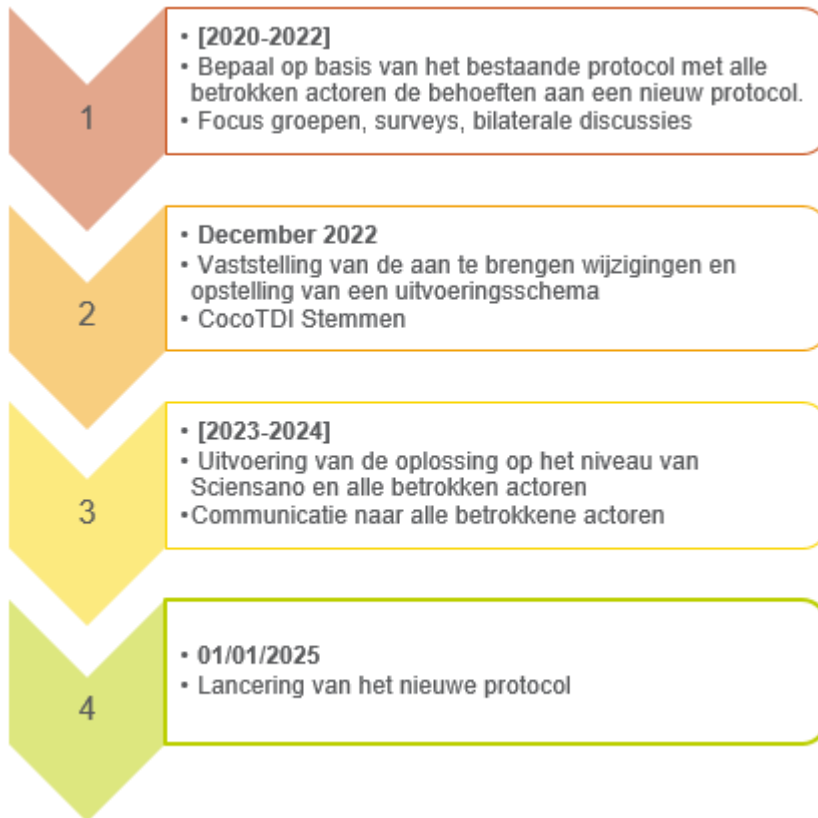 1
• [2020-2022]
• Bepaal op basis van het bestaande protocol met alle
betrokken actoren de behoeften aan een nieuw protocol.
• Focus groepen, surveys, bilaterale discussies
2
• December 2022
• Vaststelling van de aan te brengen wijzigingen en
opstelling van een uitvoeringsschema
• CocoTDI Stemmen
3
• [2023-2024]
• Uitvoering van de oplossing op het niveau van
Sciensano en alle betrokken actoren
• Communicatie naar alle betrokkene actoren
4
• 01/01/2025
• Lancering van het nieuwe protocol